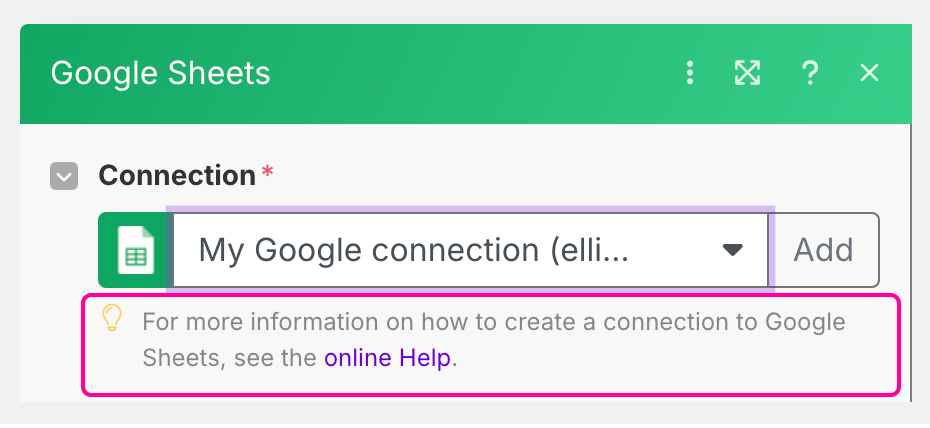 Google Sheets
Connection *
My Google connection (elli...
Add
For more information on how to create a connection to Google
Sheets, see the online Help.